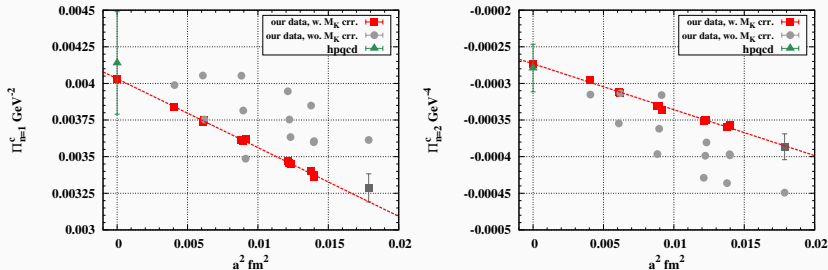 0.0045
0.00425
0.004
0.00375
0.0035
0.00325
0.003
Π^c_{n=1} GeV^{-2}
our data, w. M_K crr.
our data, wo. M_K crr.
hpqcd
0 0.005 0.01 0.015 0.02
a^2 fm^2
-0.0002
-0.00025
-0.0003
-0.00035
-0.0004
-0.00045
-0.0005
Π^c_{n=2} GeV^{-4}
our data, w. M_K crr.
our data, wo. M_K crr.
hpqcd
0 0.005 0.01 0.015 0.02
a^2 fm^2